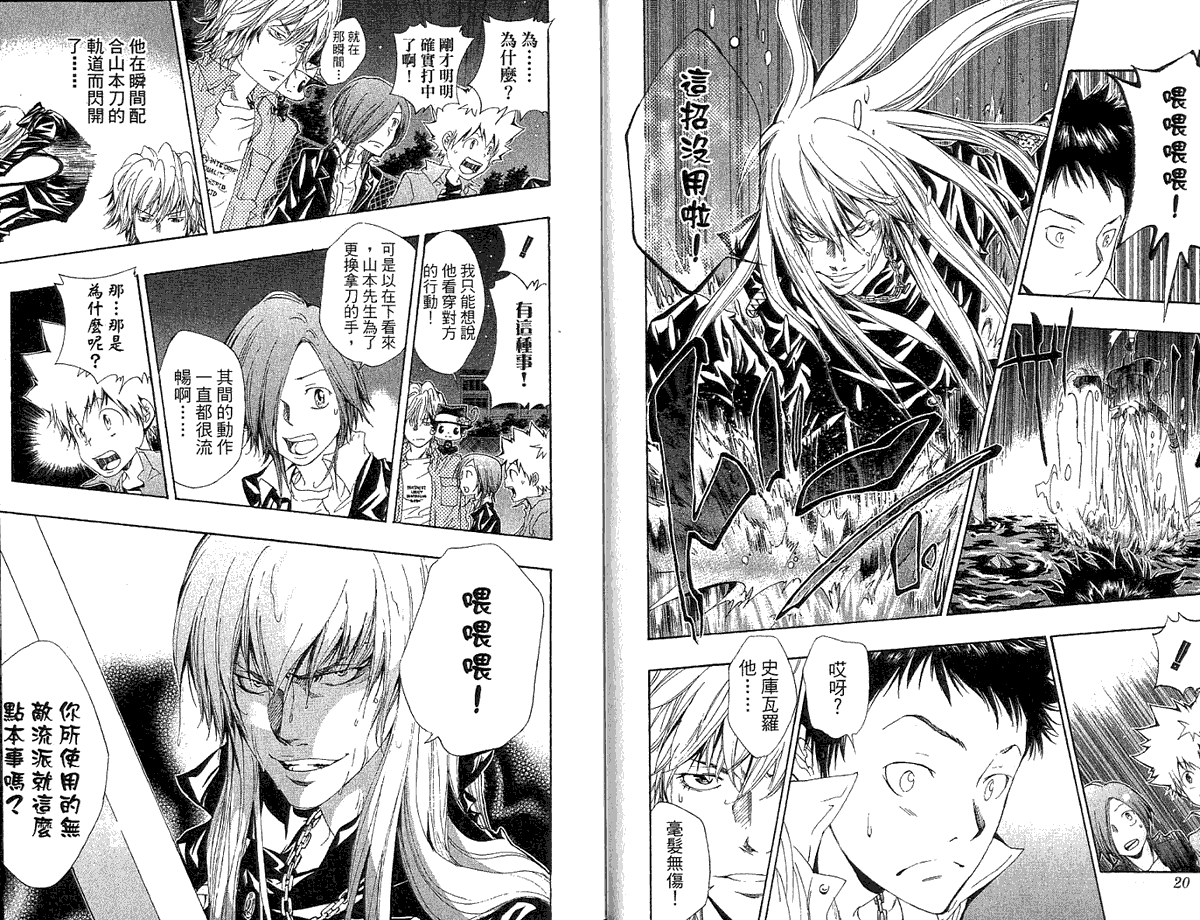 喂喂喂喂！
這招沒用啦！
！
哎呀？
史庫瓦羅
他……
毫髮無傷！
20
為……
為什麼？
剛才明明
確實打中
了啊！
就在
那瞬間…
他在瞬間配
合山本刀的
軌道而閃開
了……
！
有這種事！
我只能想說
他看穿對方
的行動！
可是以在下看來
，山本先生為了
更換拿刀的手，
其間的動作
一直都很流
暢啊……
那…那是
為什麼呢？
喂喂喂！
你所使用的無
敵流派就這麼
點本事嗎？